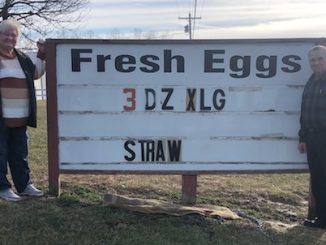 Fresh Eggs
3 DZ XLG
STRAW